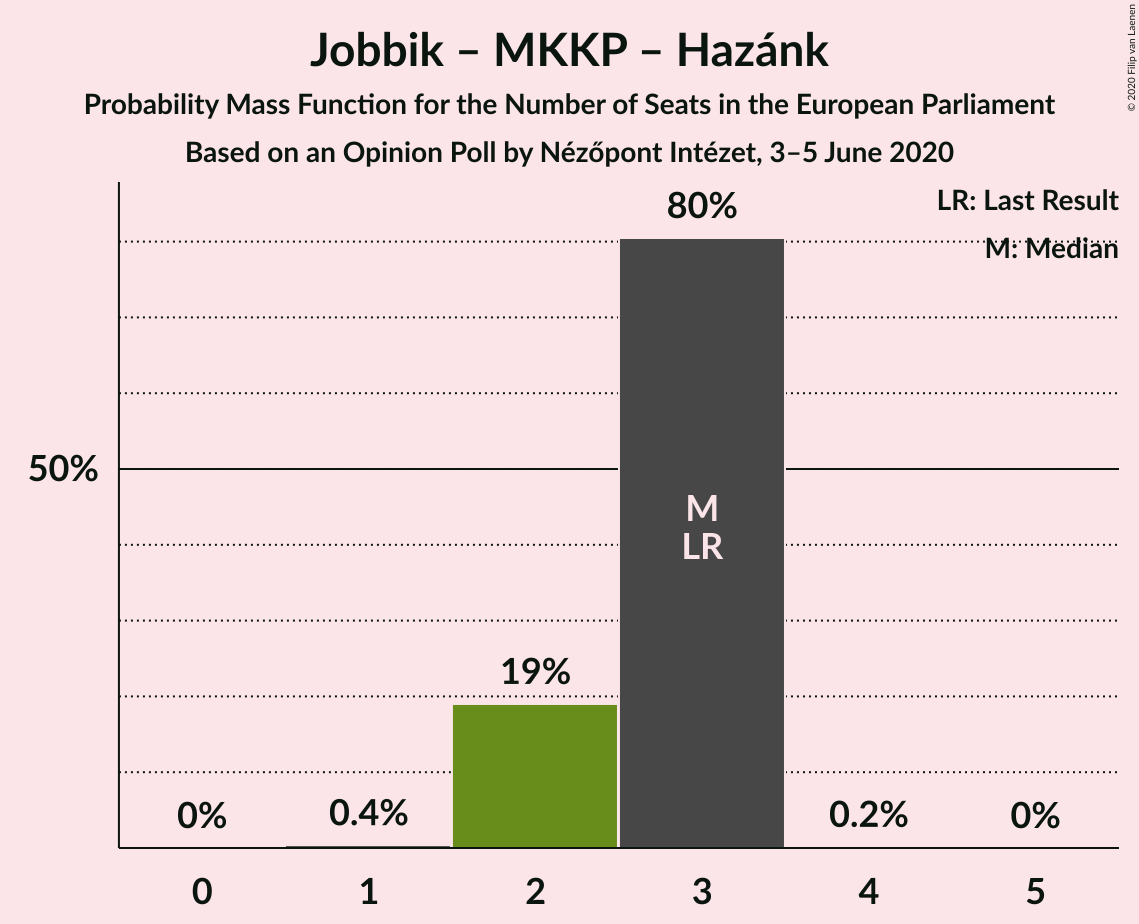 Jobbik – MKKP – Hazánk
Probability Mass Function for the Number of Seats in the European Parliament
Based on an Opinion Poll by Nézőpont Intézet, 3–5 June 2020
© 2020 Filip van Laenen
LR: Last Result
M: Median
80%
50%
M
LR
19%
0%
0.4%
0.2%
0%
0 1 2 3 4 5